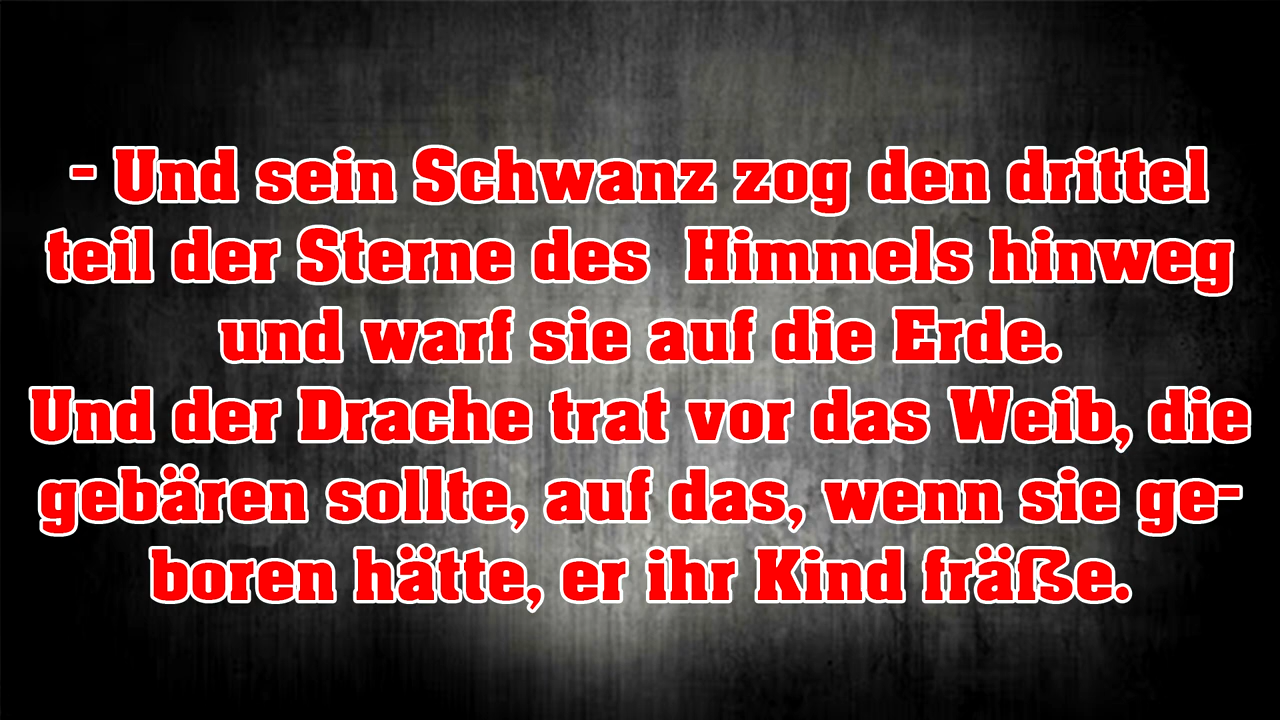 - Und sein Schwanz zog den drittel
teil der Sterne des  Himmels hinweg
und warf sie auf die Erde.
Und der Drache trat vor das Weib, die
gebären sollte, auf das, wenn sie ge-
boren hätte, er ihr Kind fräße.